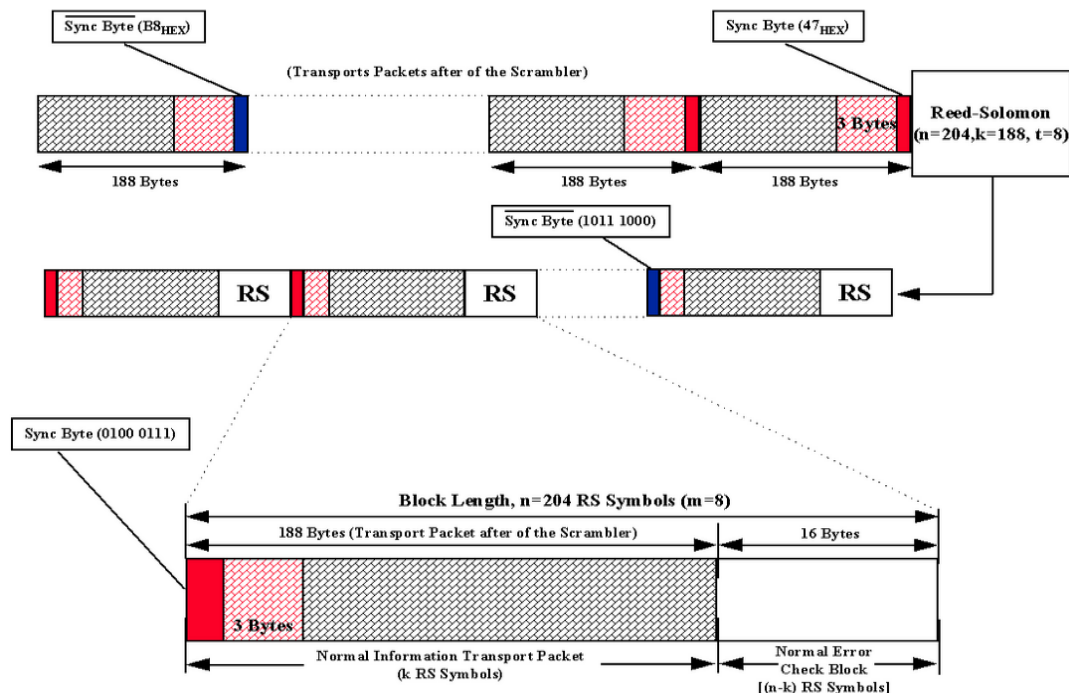 Sync Byte (B8HEX)
Sync Byte (47HEX)
(Transports Packets after of the Scrambler)
3 Bytes
Reed-Solomon
(n=204,k=188, t=8)
188 Bytes
188 Bytes
188 Bytes
Sync Byte (1011 1000)
RS
RS
RS
Sync Byte (0100 0111)
Block Length, n=204 RS Symbols (m=8)
188 Bytes (Transport Packet after of the Scrambler)
16 Bytes
3 Bytes
Normal Information Transport Packet
(k RS Symbols)
Normal Error
Check Block
[(n-k) RS Symbols]